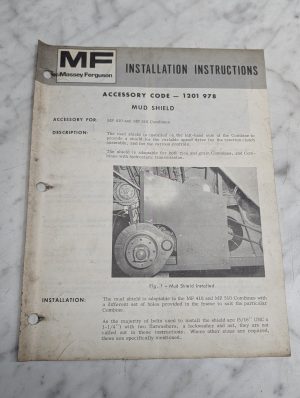 MF
Massey Ferguson
INSTALLATION INSTRUCTIONS
ACCESSORY CODE — 1201 978
MUD SHIELD
ACCESSORY FOR: MF 410 and MF 510 Combines
DESCRIPTION: The mud shield is installed on the left-hand side of the Combine to
provide a shield for the variable speed drive for the traction clutch
assembly, and for the various controls.
The shield is adaptable for both rice and grain Combines, and Com-
bines with hydrostatic transmission.
Fig. 1 - Mud Shield Installed
INSTALLATION: The mud shield is adaptable to the MF 410 and MF 510 Combines with
a different set of holes provided in the frame to suit the particular
Combine.
As the majority of bolts used to install the shield are (5/16" UNC x
1-1/4") with two flatwashers, a lockwasher and nut, they are not
called out in these instructions. Where other sizes are required,
these are specifically mentioned.